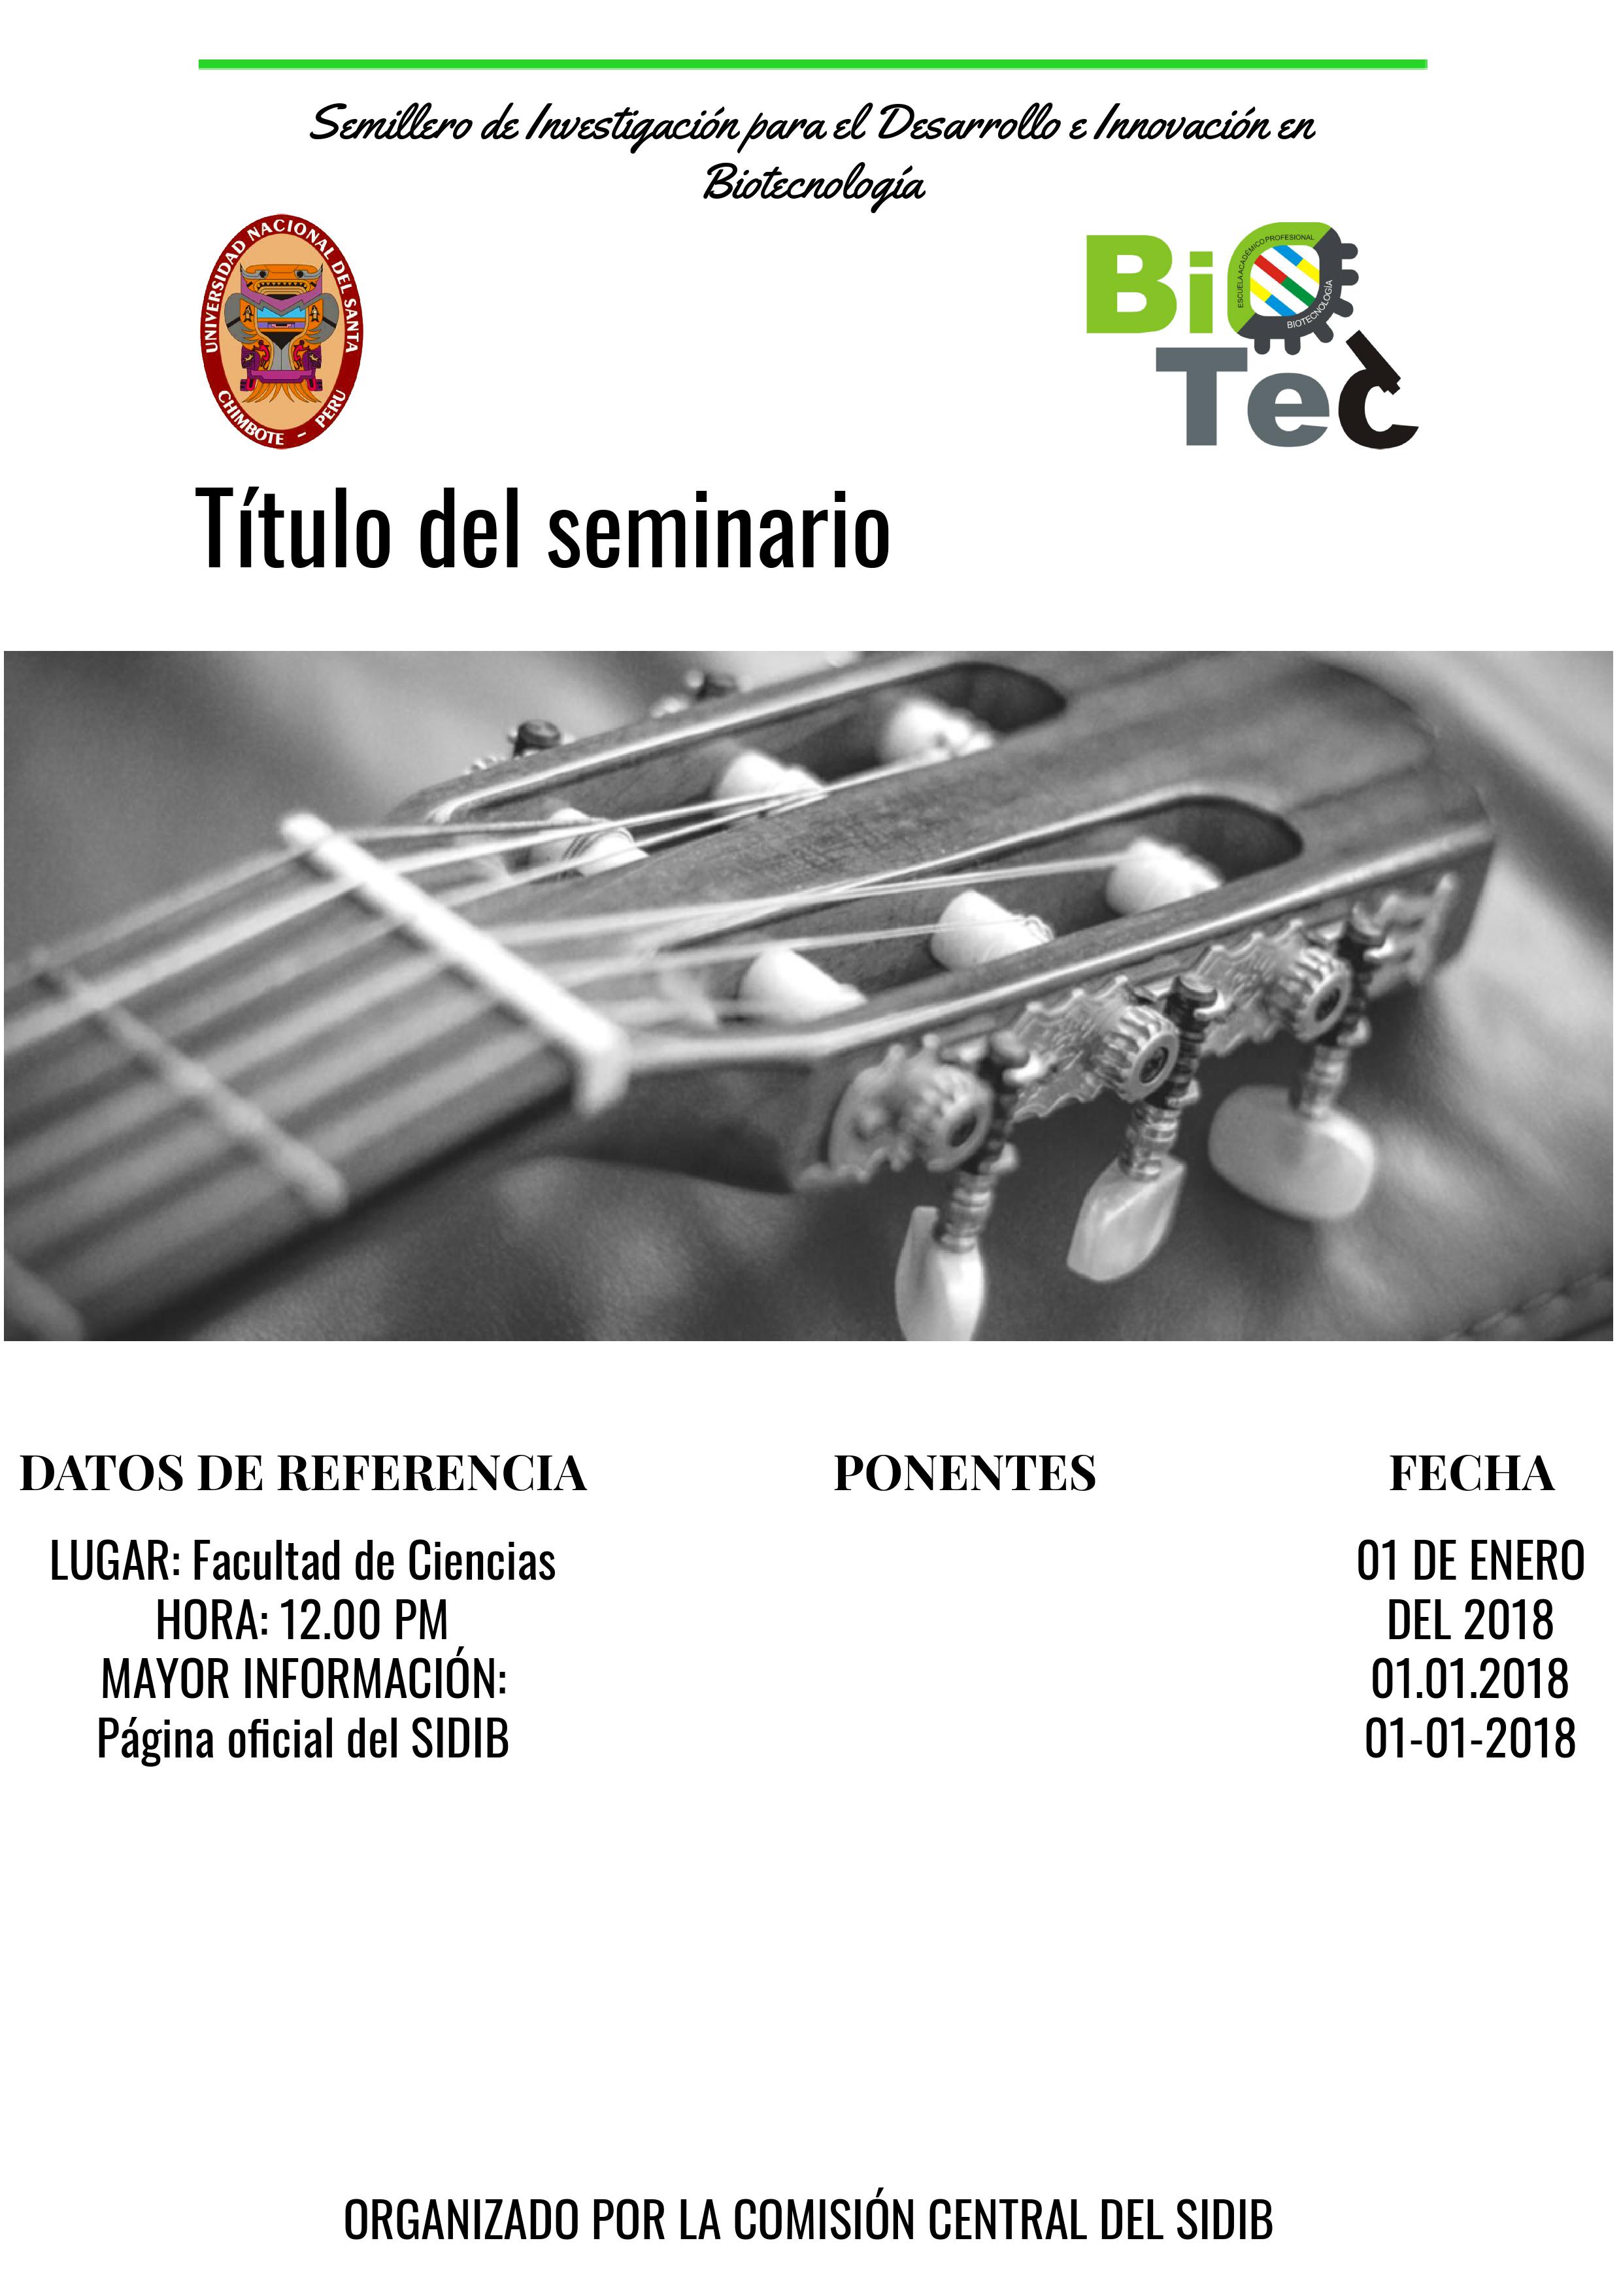 Semillero de Investigación para el Desarrollo e Innovación en
Biotecnología
UNIVERSIDAD NACIONAL DEL SANTA
CHIMBOTE – PERU
BiO
ESCUELA ACADÉMICO PROFESIONAL
BIOTECNOLOGÍA
Tec
Título del seminario
DATOS DE REFERENCIA
LUGAR: Facultad de Ciencias
HORA: 12.00 PM
MAYOR INFORMACIÓN:
Página oficial del SIDIB
PONENTES
FECHA
01 DE ENERO
DEL 2018
01.01.2018
01-01-2018
ORGANIZADO POR LA COMISIÓN CENTRAL DEL SIDIB